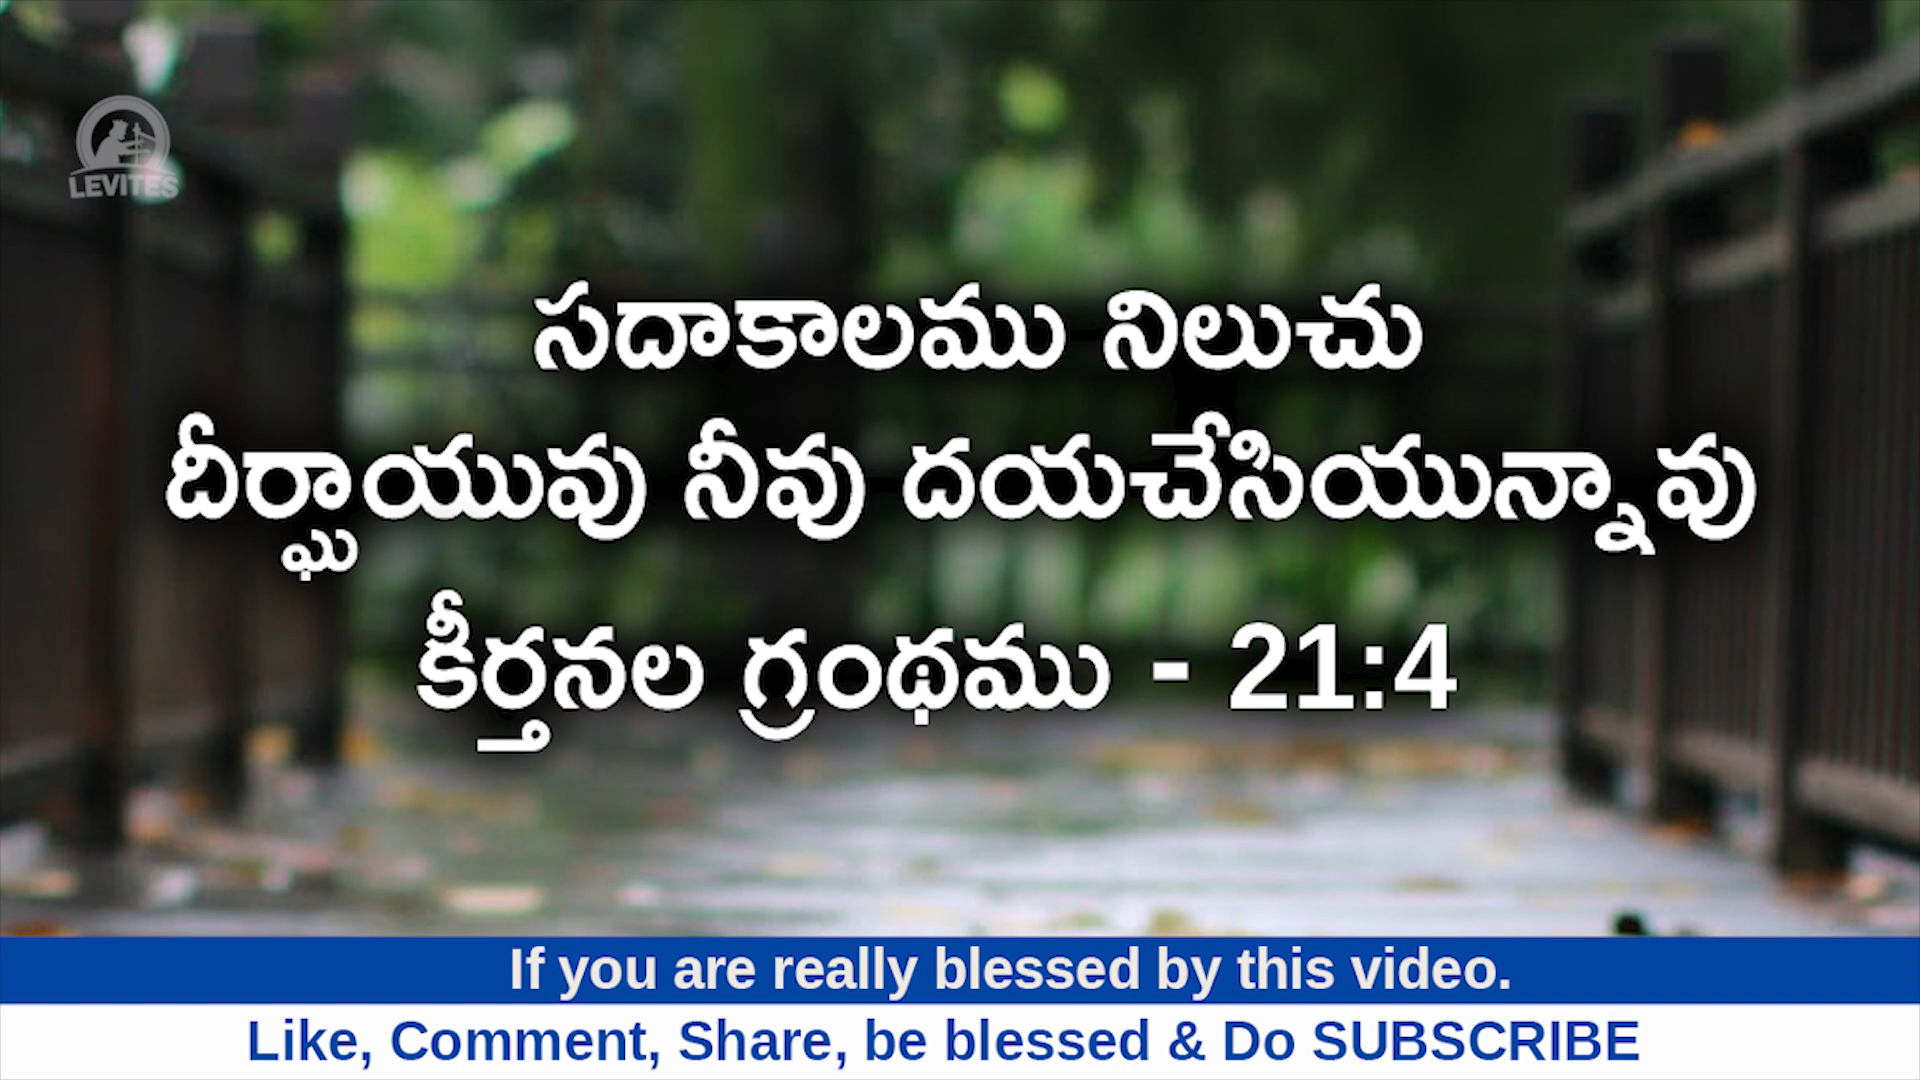 LEVITES
సదాకాలము నిలుచు
దీర్ఘాయువు నీవు దయచేసియున్నావు
కీర్తనల గ్రంథము - 21:4
If you are really blessed by this video.
Like, Comment, Share, be blessed & Do SUBSCRIBE